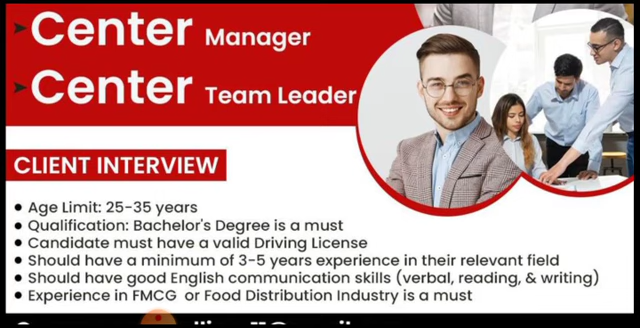 Center Manager
Center Team Leader
CLIENT INTERVIEW
• Age Limit: 25-35 years
• Qualification: Bachelor's Degree is a must
• Candidate must have a valid Driving License
• Should have a minimum of 3-5 years experience in their relevant field
• Should have good English communication skills (verbal, reading, & writing)
• Experience in FMCG or Food Distribution Industry is a must